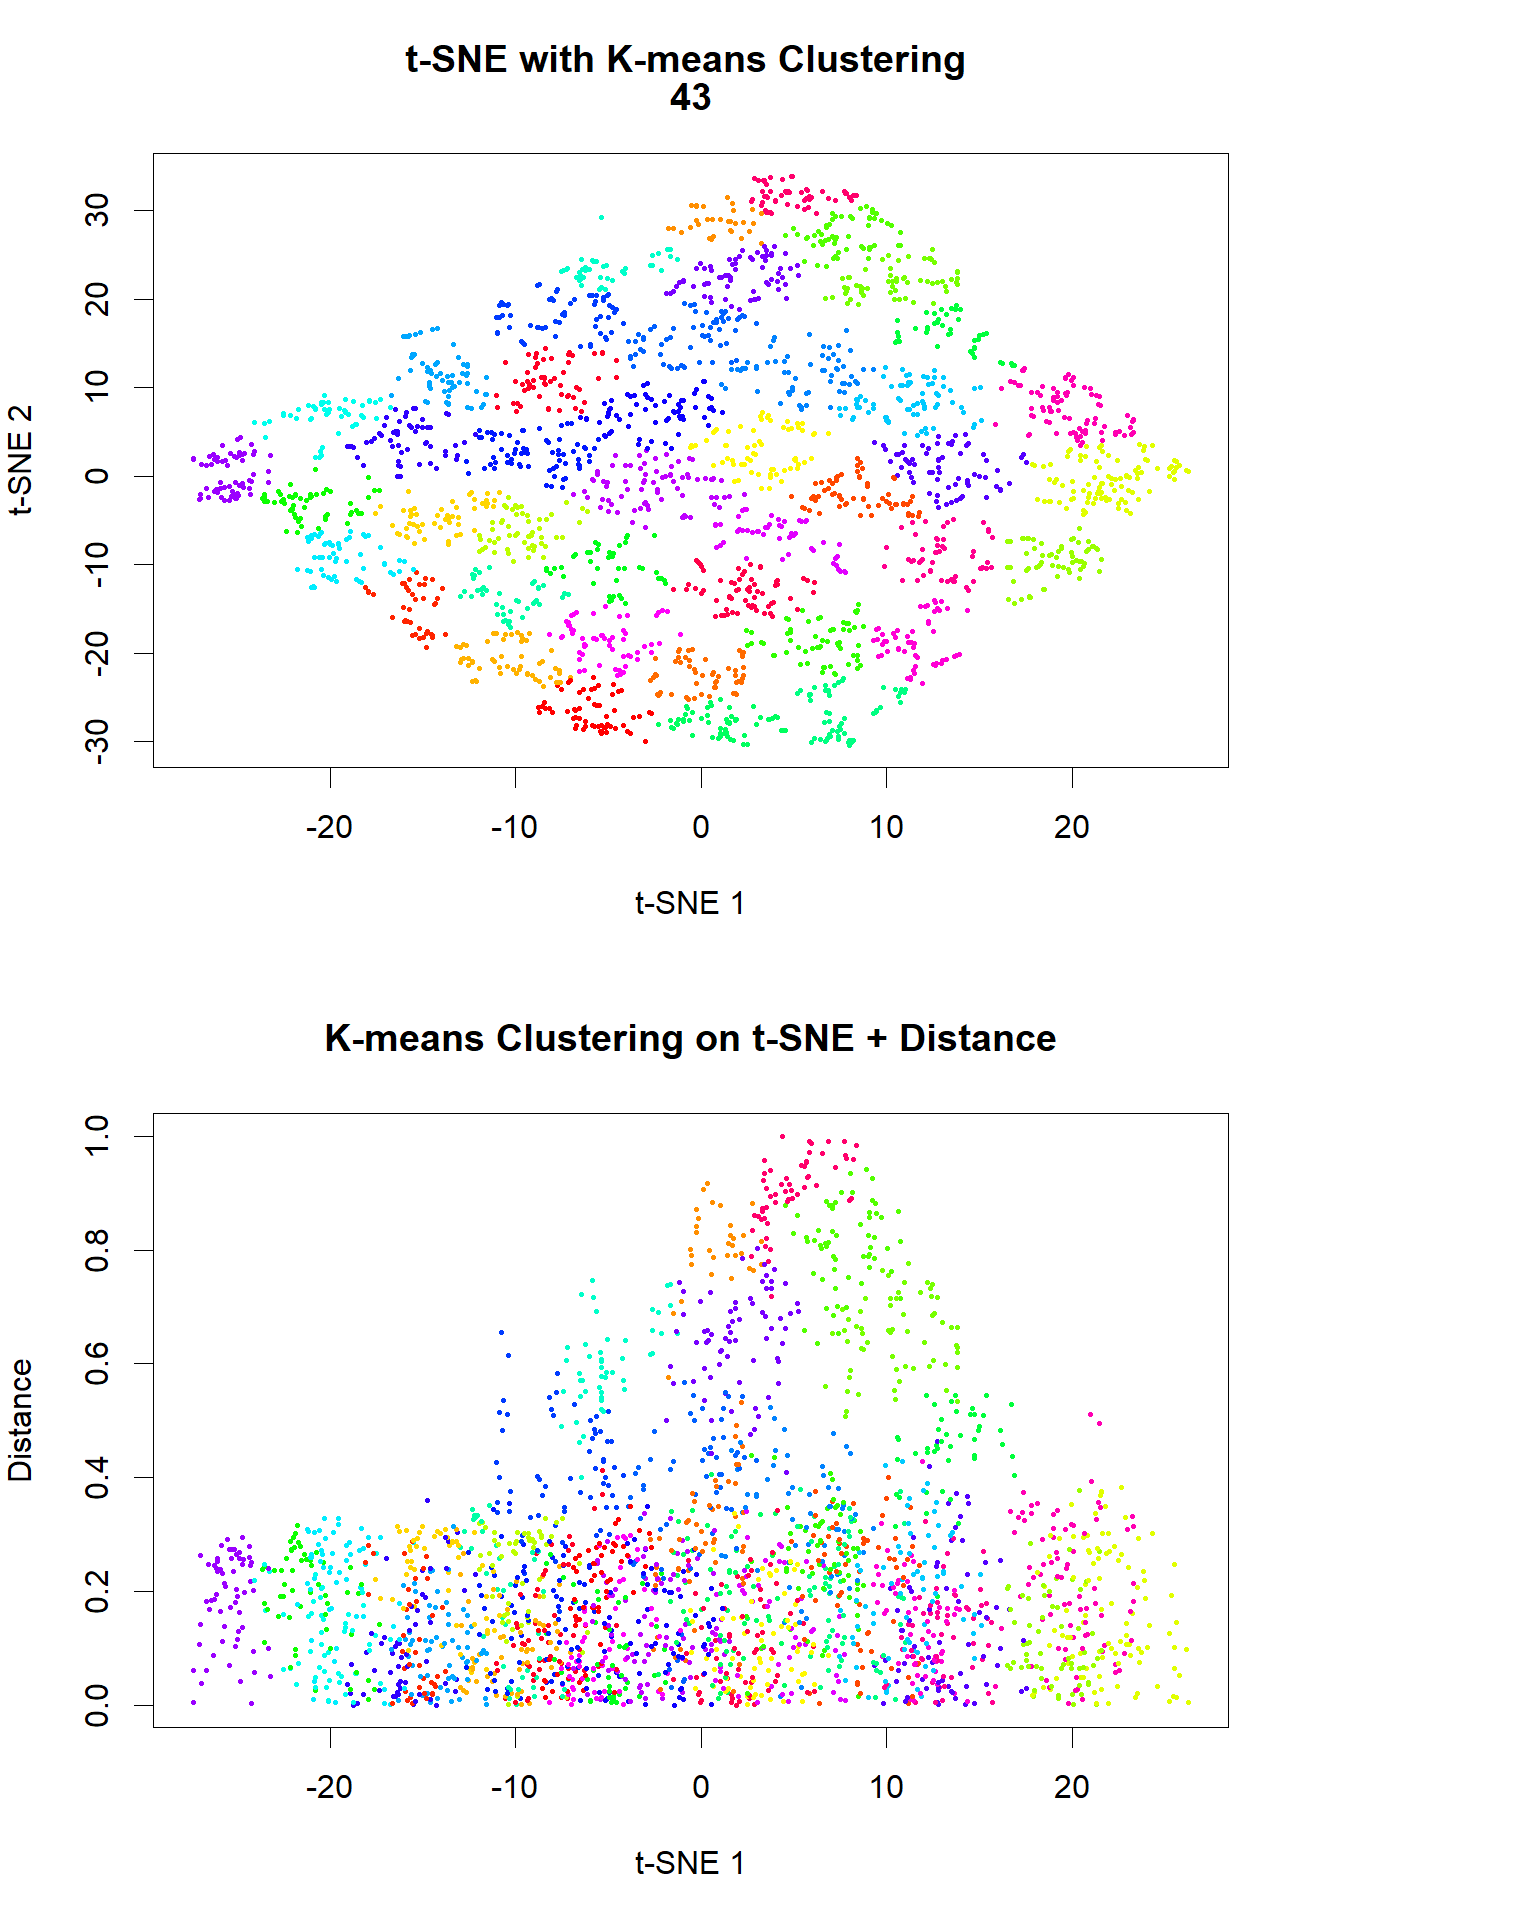 t-SNE with K-means Clustering
43
t-SNE 2
30
20
10
0
-10
-20
-30
-20 -10 0 10 20
t-SNE 1
K-means Clustering on t-SNE + Distance
Distance
1.0
0.8
0.6
0.4
0.2
0.0
-20 -10 0 10 20
t-SNE 1